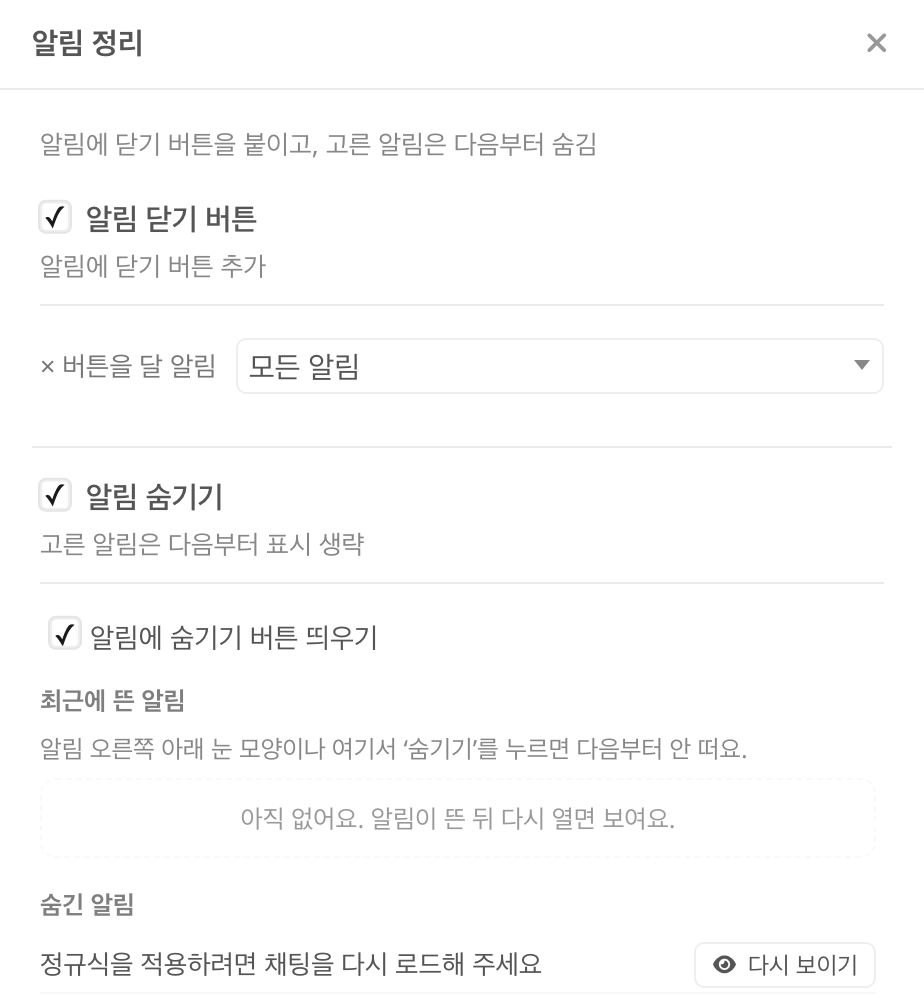 알림 정리
알림에 닫기 버튼을 붙이고, 고른 알림은 다음부터 숨김
알림 닫기 버튼
알림에 닫기 버튼 추가
× 버튼을 달 알림 모든 알림
알림 숨기기
고른 알림은 다음부터 표시 생략
알림에 숨기기 버튼 띄우기
최근에 뜬 알림
알림 오른쪽 아래 눈 모양이나 여기서 ‘숨기기’를 누르면 다음부터 안 떠요.
아직 없어요. 알림이 뜬 뒤 다시 열면 보여요.
숨긴 알림
정규식을 적용하려면 채팅을 다시 로드해 주세요 다시 보이기